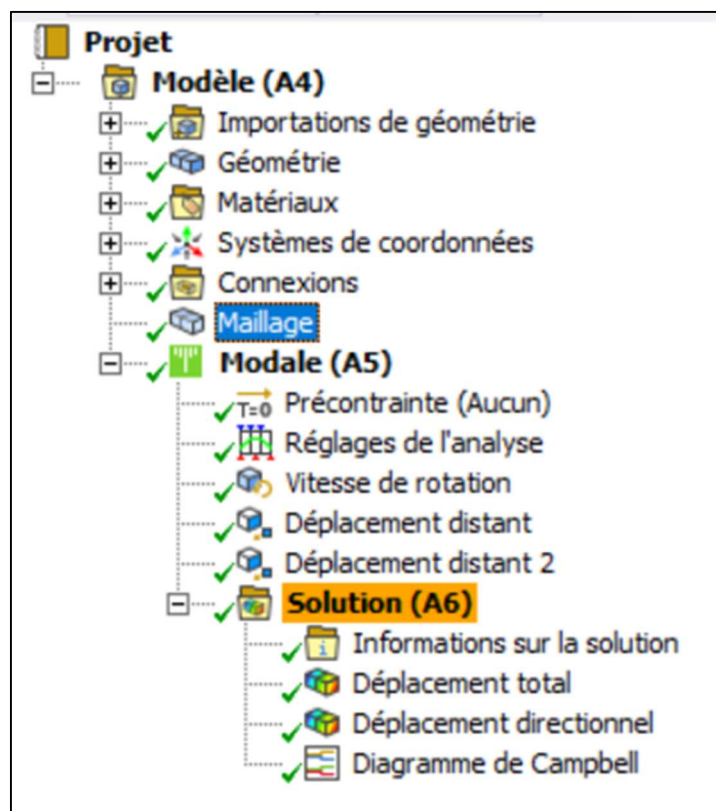 Projet
Modèle (A4)
Importations de géométrie
Géométrie
Matériaux
Systèmes de coordonnées
Connexions
Maillage
Modale (A5)
T=0 Précontrainte (Aucun)
Réglages de l'analyse
Vitesse de rotation
Déplacement distant
Déplacement distant 2
Solution (A6)
Informations sur la solution
Déplacement total
Déplacement directionnel
Diagramme de Campbell